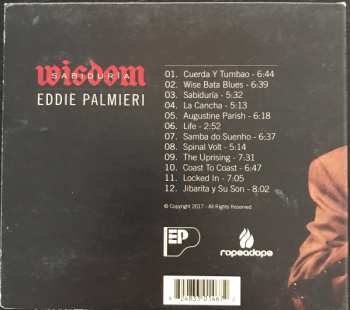 wisdom
SABIDURÍA
EDDIE PALMIERI
01. Cuerda Y Tumbao - 6:44
02. Wise Bata Blues - 6:39
03. Sabiduría - 5:32
04. La Cancha - 5:13
05. Augustine Parish - 6:18
06. Life - 2:52
07. Samba do Suenho - 6:37
08. Spinal Volt - 5:14
09. The Uprising - 7:31
10. Coast To Coast - 6:47
11. Locked In - 7:05
12. Jibarita y Su Son - 8:02
© Copyright 2017 - All Rights Reserved
EP
ropeadope